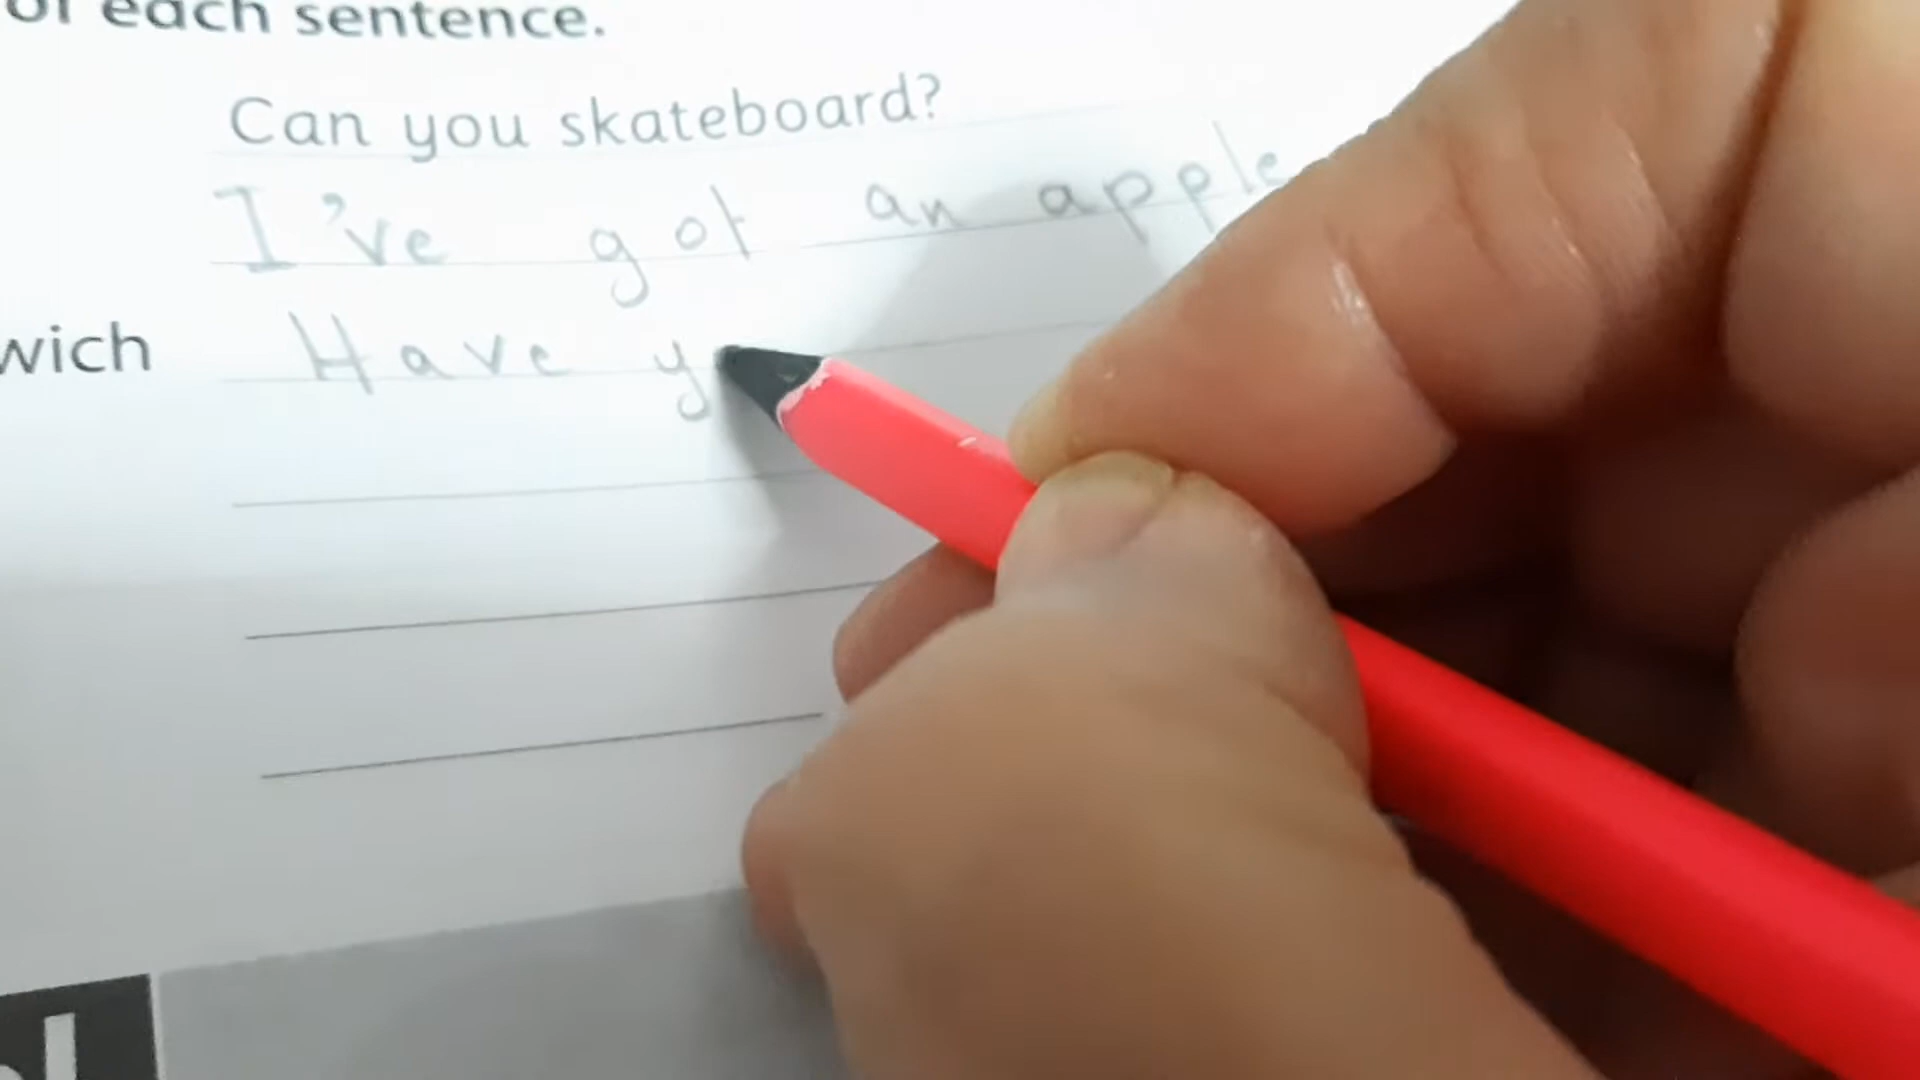 of each sentence.
Can you skateboard?
I've got an apple
wich Have y